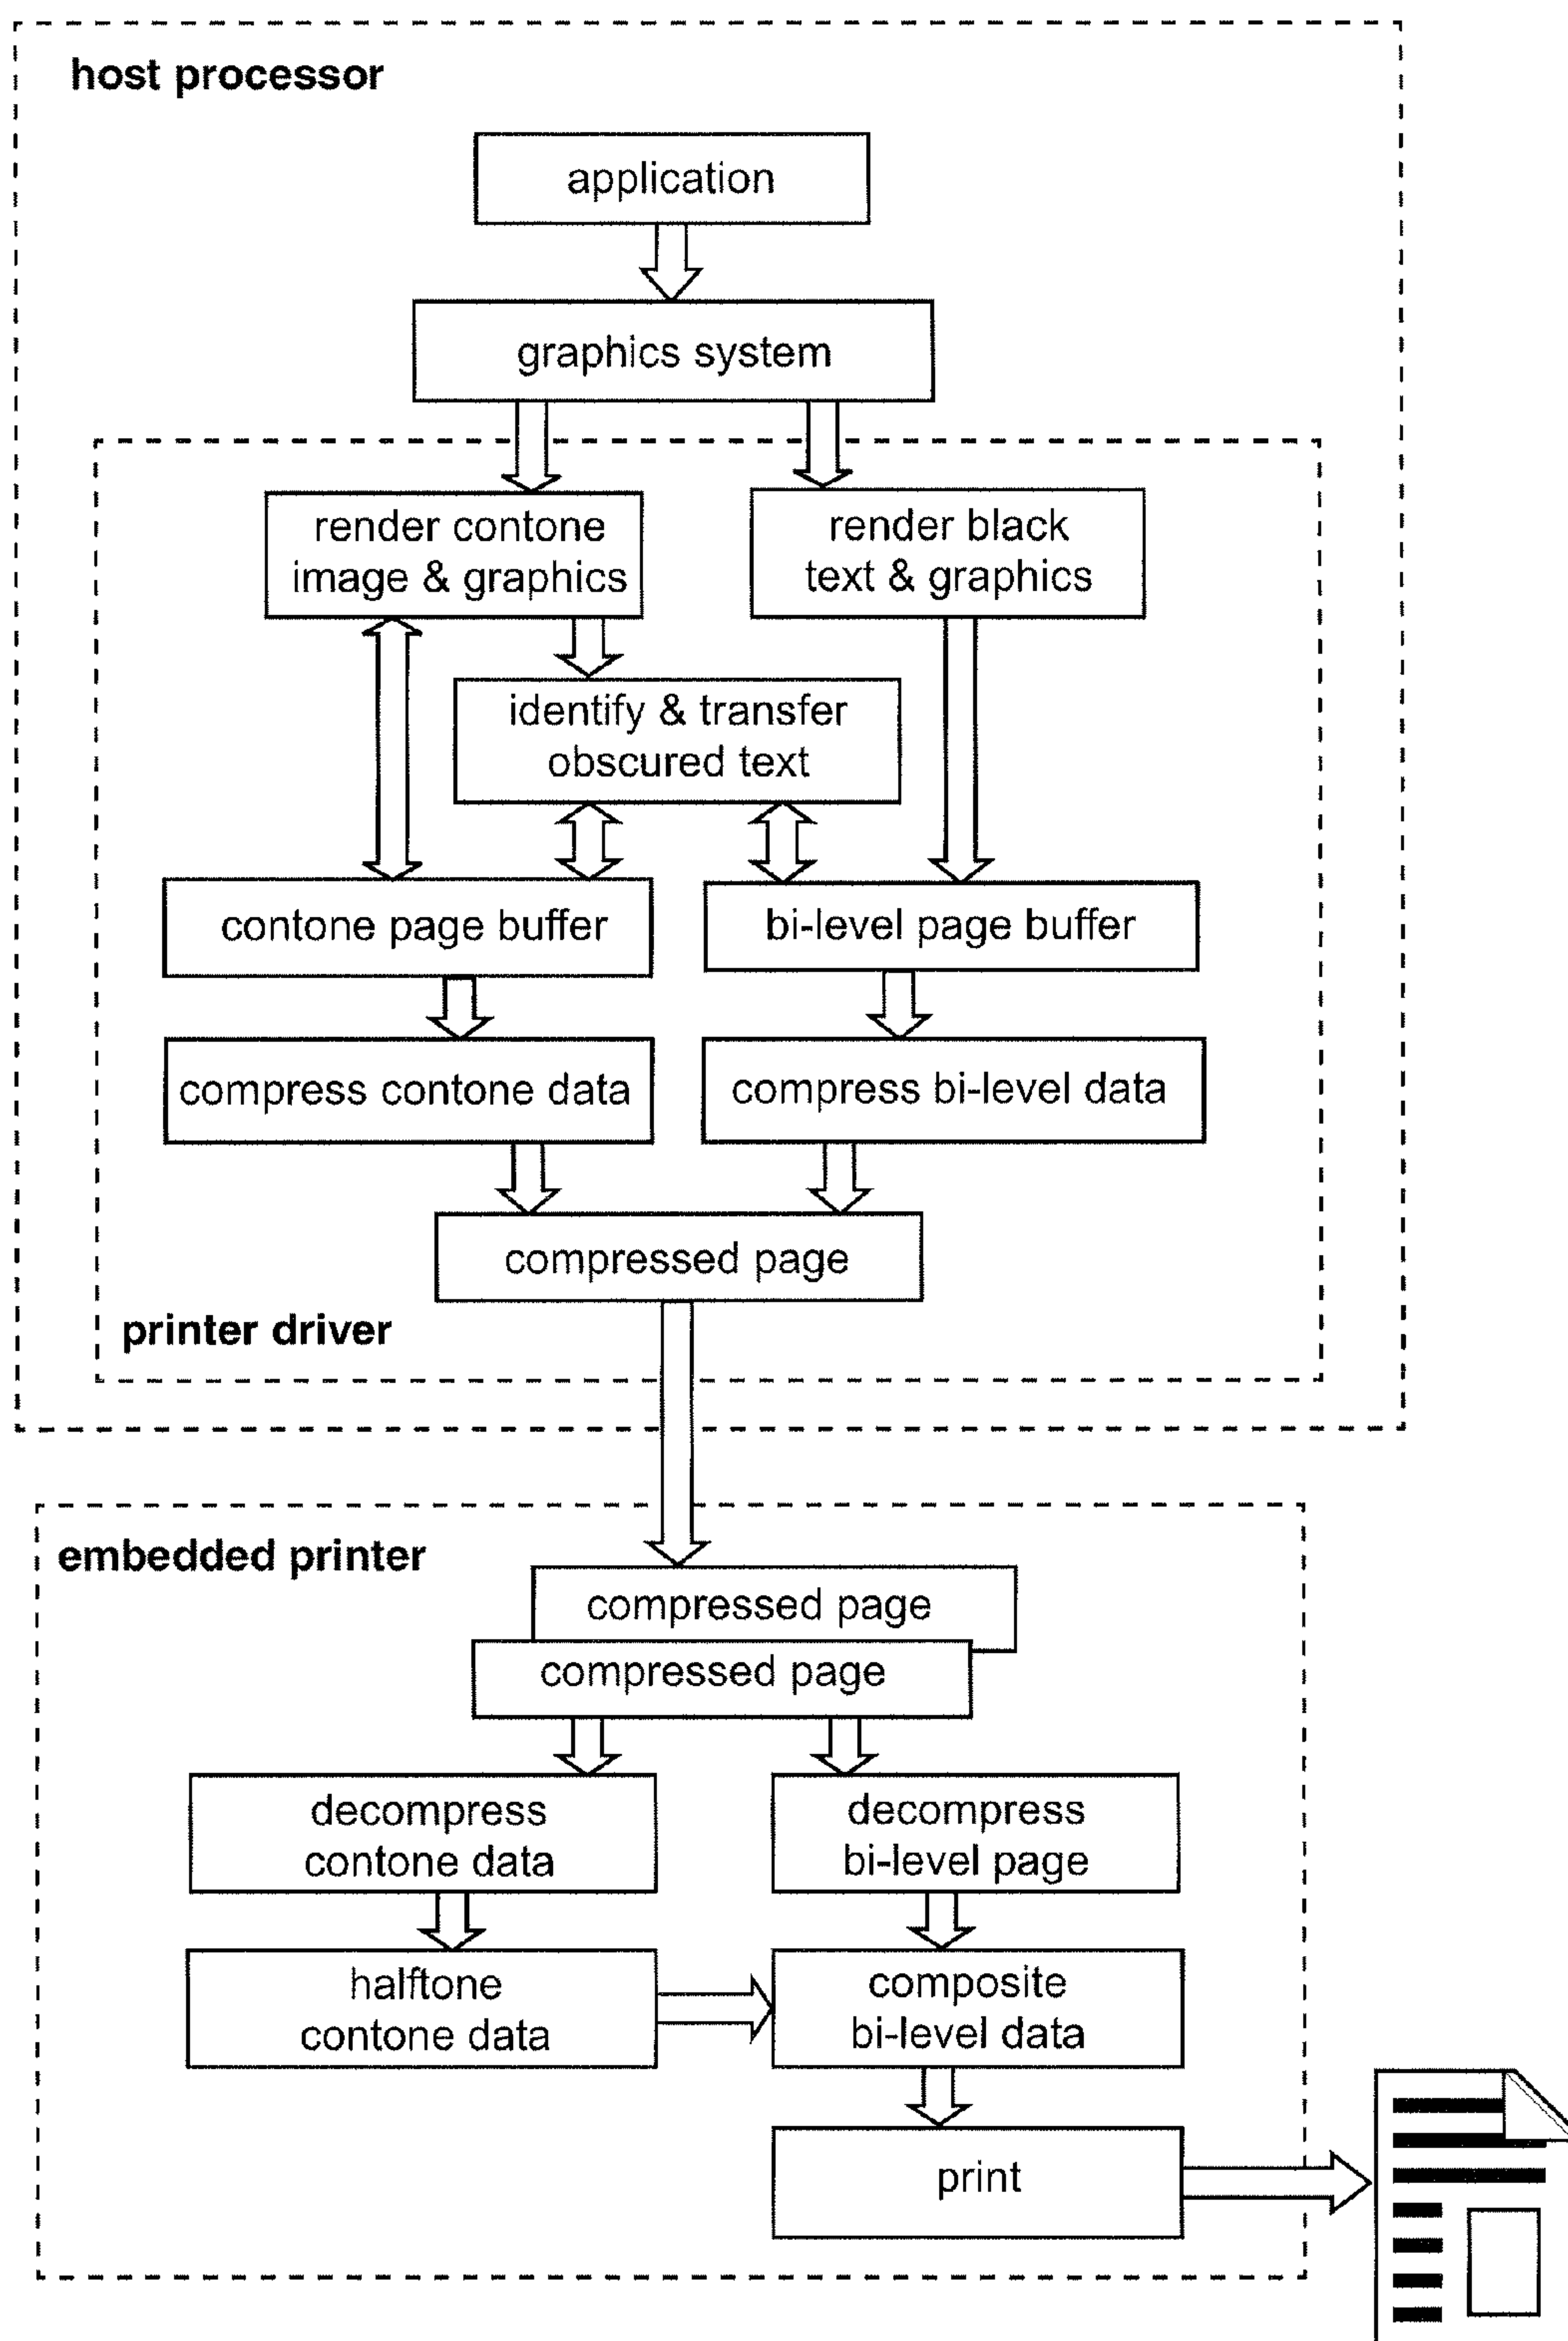 host processor
application
graphics system
render contone
image & graphics
render black
text & graphics
identify & transfer
obscured text
contone page buffer
bi-level page buffer
compress contone data
compress bi-level data
compressed page
printer driver
embedded printer
compressed page
compressed page
decompress
contone data
decompress
bi-level page
halftone
contone data
composite
bi-level data
print